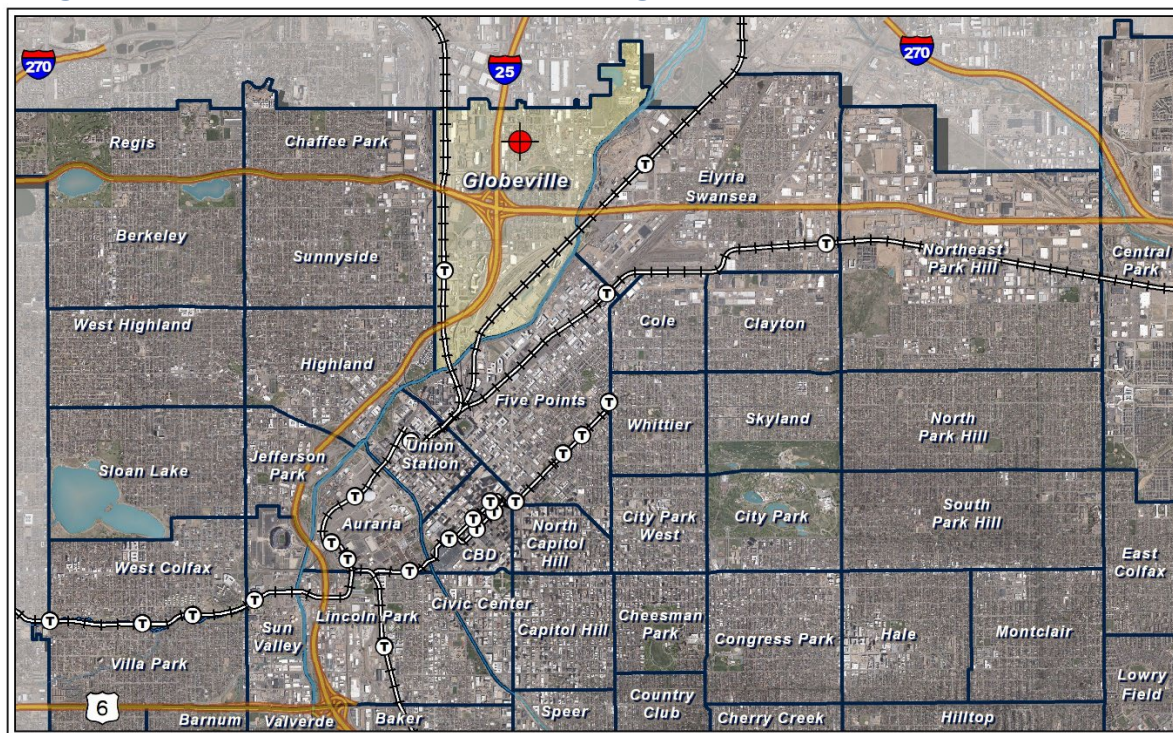 270
25
270
Regis
Chaffee Park
Globeville
Elyria
Swansea
Berkeley
Sunnyside
Northeast
Park Hill
Central
Park
T
T
T
T
West Highland
Highland
Cole
Clayton
Five Points
T
Whittier
Skyland
North
Park Hill
T
T
T
Sloan Lake
Jefferson
Park
Union
Station
T
Auraria
T
T
T
T
T
T
T
T
CBD
North
Capitol
Hill
City Park
West
City Park
South
Park Hill
East
Colfax
West Colfax
T
T
T
T
T
T
T
Lincoln Park
Civic Center
Capitol Hill
Cheesman
Park
Congress Park
Hale
Montclair
Sun
Valley
T
Villa Park
Lowry
Field
6
Barnum
Valverde
Baker
Speer
Country
Club
Cherry Creek
Hilltop